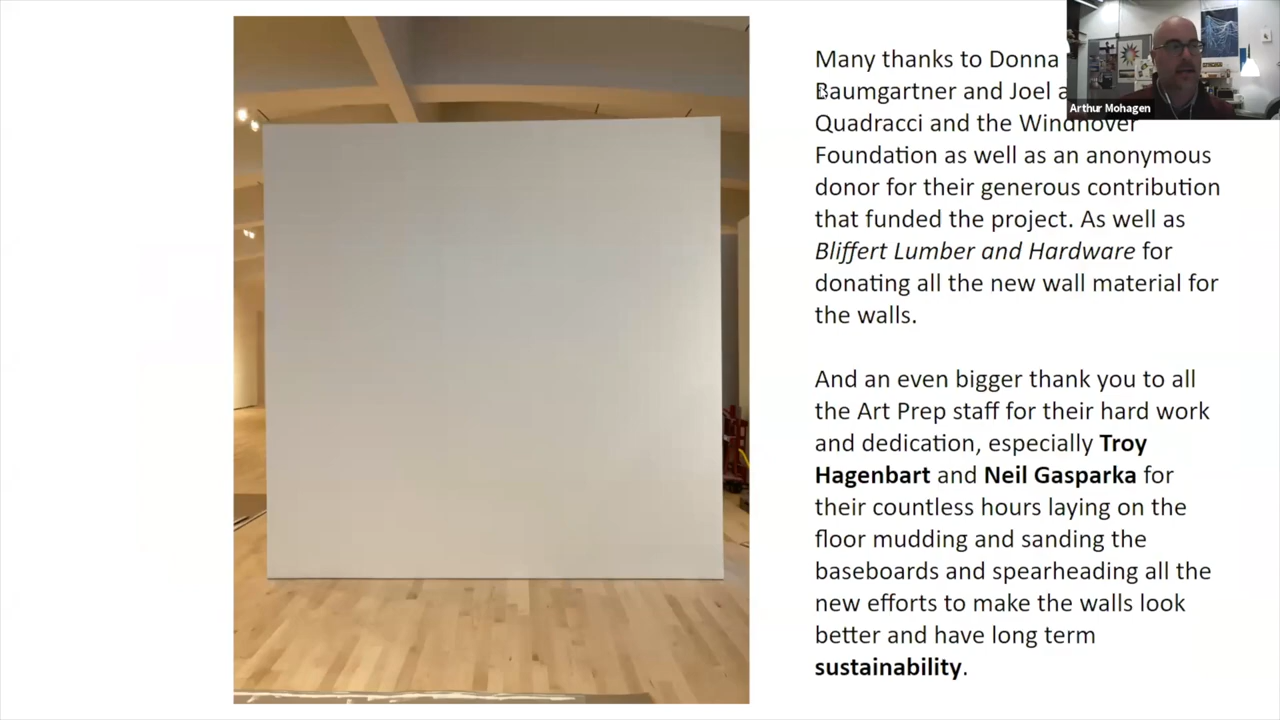 Many thanks to Donna
Baumgartner and Joel
Quadracci and the Windhover
Foundation as well as an anonymous
donor for their generous contribution
that funded the project. As well as
Bliffert Lumber and Hardware for
donating all the new wall material for
the walls.
And an even bigger thank you to all
the Art Prep staff for their hard work
and dedication, especially Troy
Hagenbart and Neil Gasparka for
their countless hours laying on the
floor mudding and sanding the
baseboards and spearheading all the
new efforts to make the walls look
better and have long term
sustainability.
Arthur Mohagen